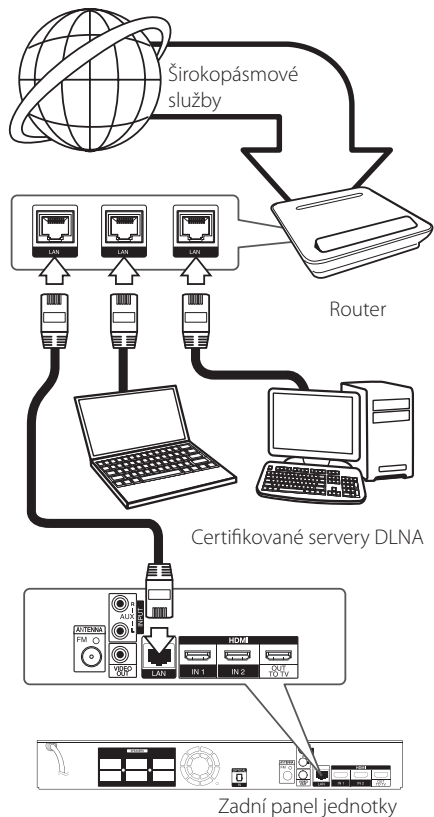 Širokopásmové
služby
LAN
LAN
LAN
Router
Certifikované servery DLNA
ANTENNA
FM
R
AUX
L
INPUT
VIDEO
OUT
LAN
HDMI
IN 1
IN 2
OUT
TO TV
Zadní panel jednotky